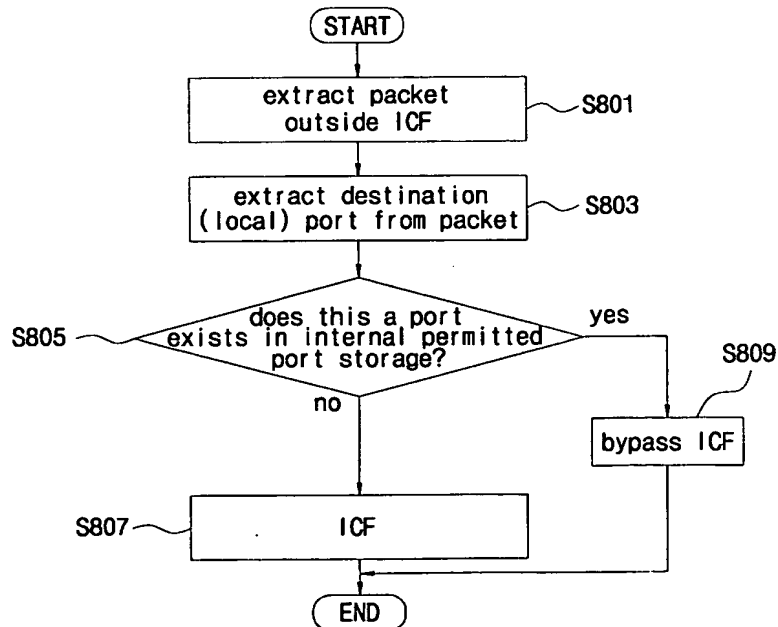 START
extract packet
outside ICF
S801
extract destination
(local) port from packet
S803
does this a port
exists in internal permitted
port storage?
S805
yes
no
S809
bypass ICF
S807
ICF
END